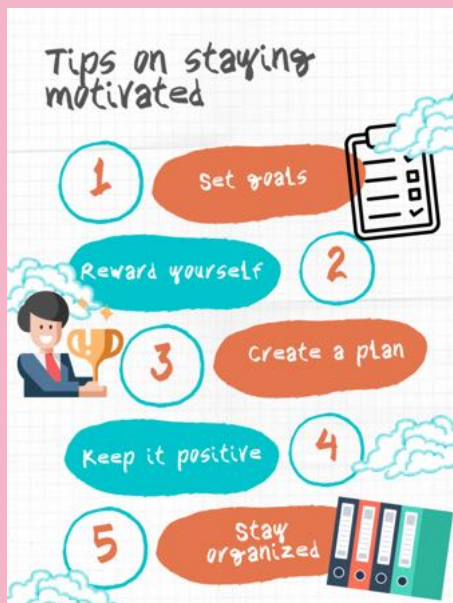 Tips on staying
motivated
1
Set goals
Reward yourself
2
3
Create a plan
Keep it positive
4
5
Stay
organized